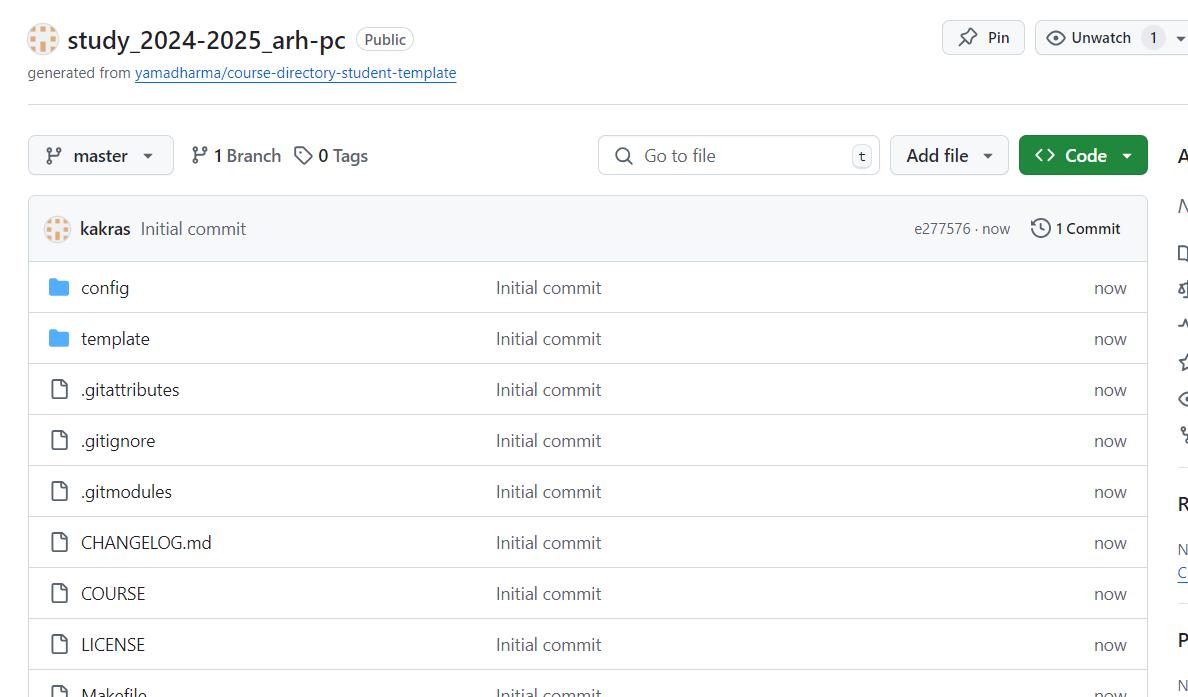 study_2024-2025_arh-pc Public Pin Unwatch 1
generated from yamadharma/course-directory-student-template
master 1 Branch 0 Tags Go to file t Add file Code
kakras Initial commit e277576 · now 1 Commit
config Initial commit now
template Initial commit now
.gitattributes Initial commit now
.gitignore Initial commit now
.gitmodules Initial commit now
CHANGELOG.md Initial commit now
COURSE Initial commit now
LICENSE Initial commit now
Makefile Initial commit now